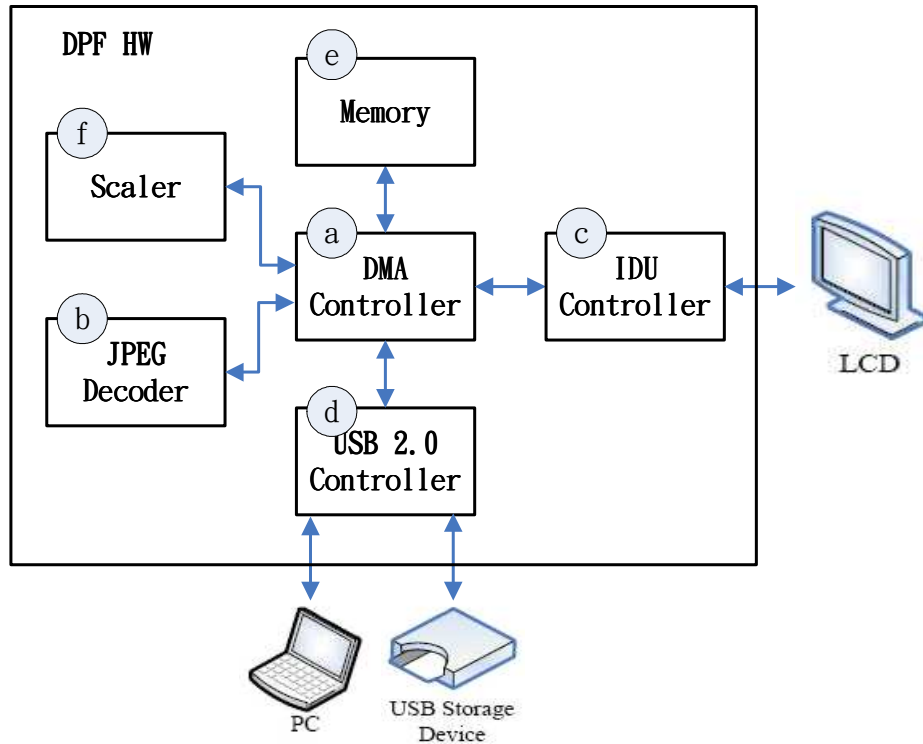 DPF HW
e
Memory
f
Scaler
a
DMA
Controller
c
IDU
Controller
LCD
b
JPEG
Decoder
d
USB 2.0
Controller
PC
USB Storage
Device